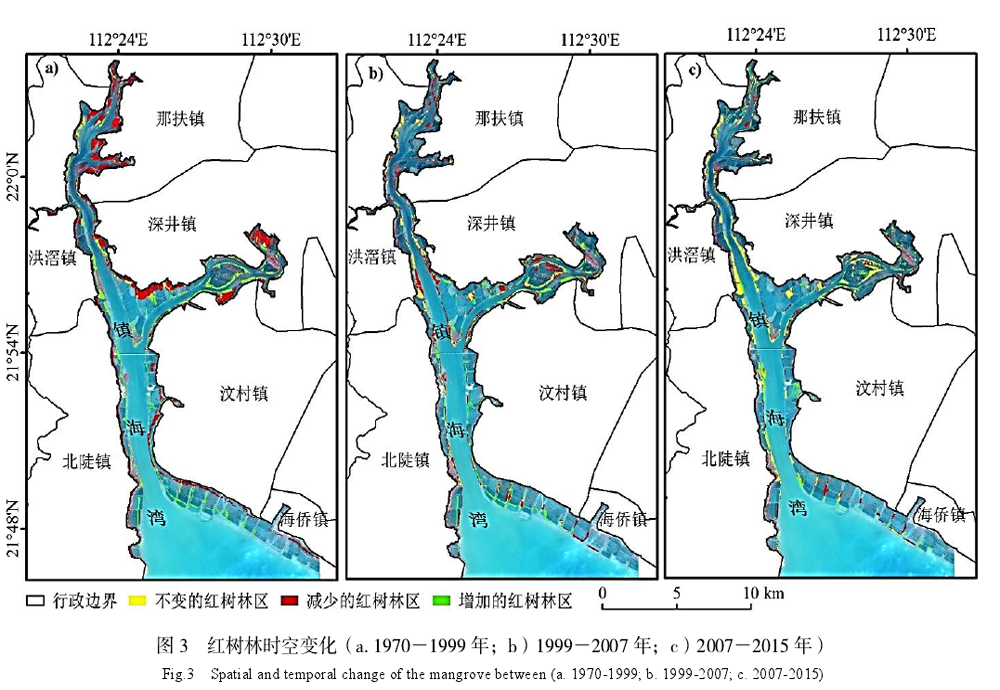 112°24′E 112°30′E 112°24′E 112°30′E 112°24′E 112°30′E
a) b) c)
那扶镇 那扶镇 那扶镇
22°0′N
深井镇 深井镇 深井镇
洪滘镇 洪滘镇 洪滘镇
镇 镇 镇
21°54′N
汶村镇 汶村镇 汶村镇
海 海 海
北陡镇 北陡镇 北陡镇
湾 湾 湾
海侨镇 海侨镇 海侨镇
21°48′N
行政边界 不变的红树林区 减少的红树林区 增加的红树林区 0 5 10 km
图 3 红树林时空变化（a. 1970－1999 年；b）1999－2007 年；c）2007－2015 年）
Fig.3 Spatial and temporal change of the mangrove between (a. 1970-1999; b. 1999-2007; c. 2007-2015)